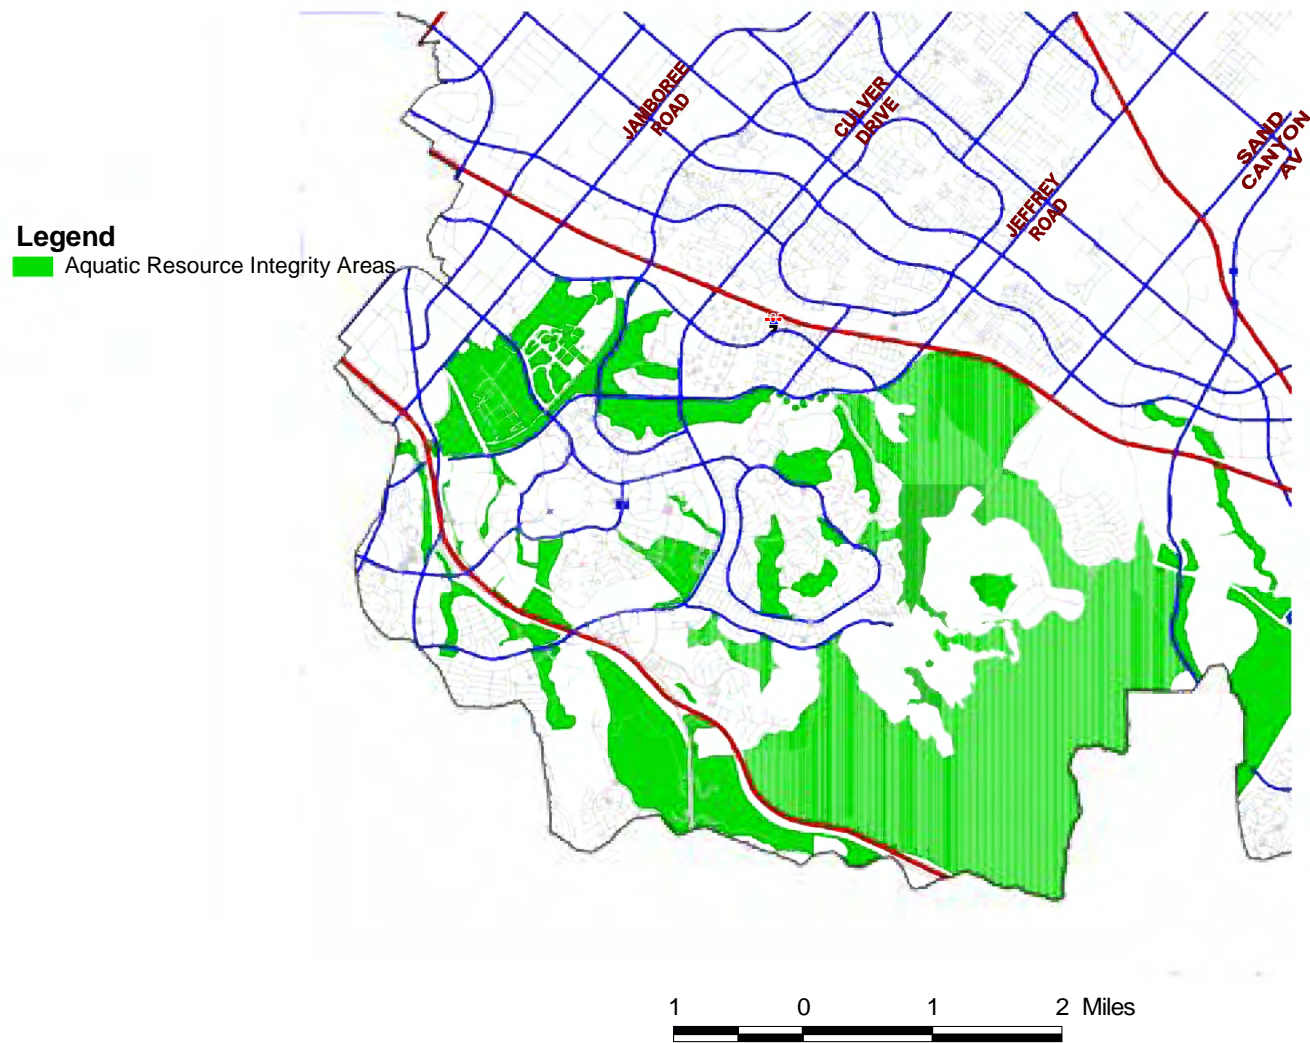 JAMBOREE
ROAD
CULVER
DRIVE
SAND
CANYON
AV
JEFFREY
ROAD
Legend
Aquatic Resource Integrity Areas
1 0 1 2 Miles